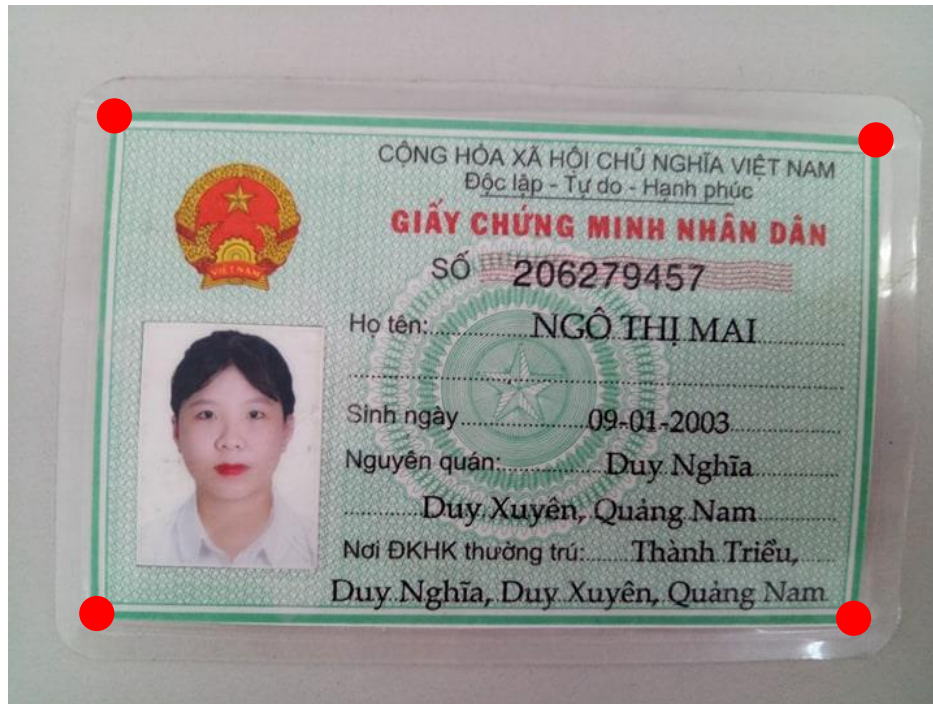 CỘNG HÒA XÃ HỘI CHỦ NGHĨA VIỆT NAM
Độc lập - Tự do - Hạnh phúc
GIẤY CHỨNG MINH NHÂN DÂN
SỐ 206279457
VIET NAM
Họ tên: NGÔ THỊ MAI
Sinh ngày 09-01-2003
Nguyên quán: Duy Nghĩa
Duy Xuyên, Quảng Nam
Nơi ĐKHK thường trú: Thành Triều,
Duy Nghĩa, Duy Xuyên, Quảng Nam